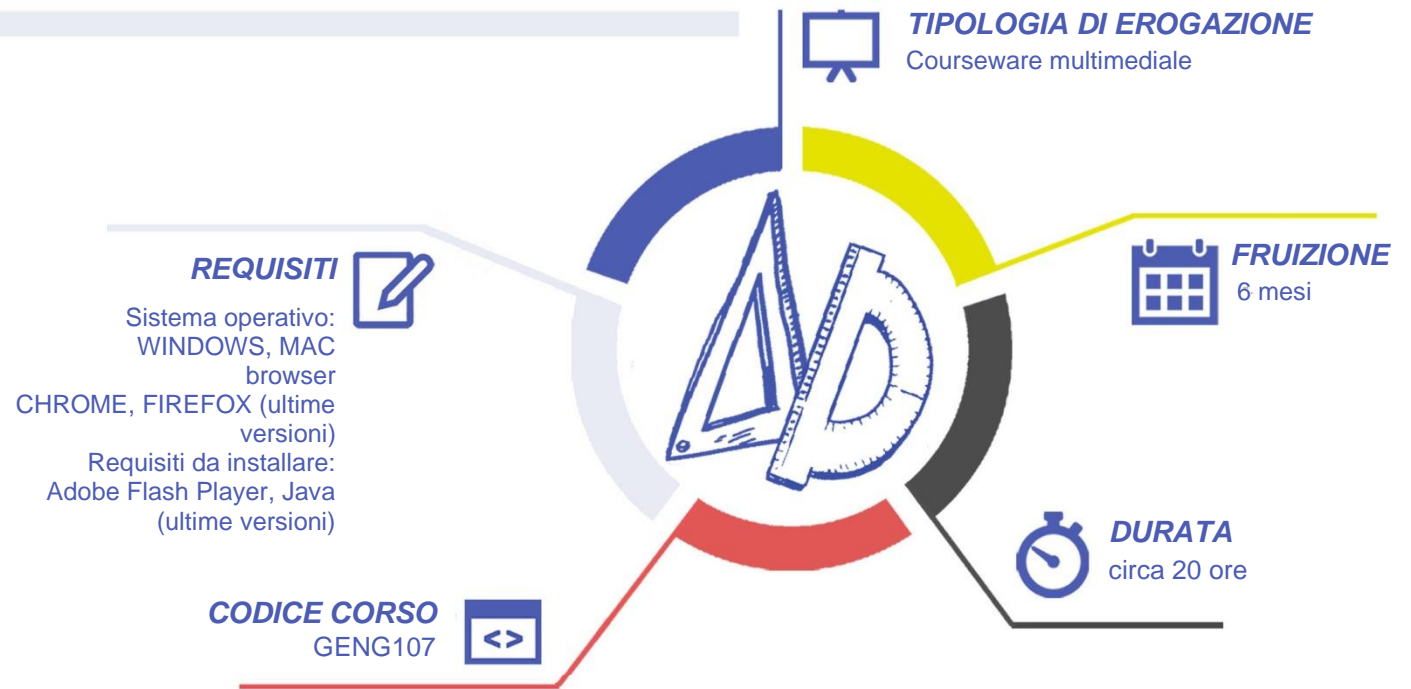 TIPOLOGIA DI EROGAZIONE
Courseware multimediale
FRUIZIONE
6 mesi
REQUISITI
Sistema operativo:
WINDOWS, MAC
browser
CHROME, FIREFOX (ultime
versioni)
Requisiti da installare:
Adobe Flash Player, Java
(ultime versioni)
DURATA
circa 20 ore
CODICE CORSO
GENG107
<>